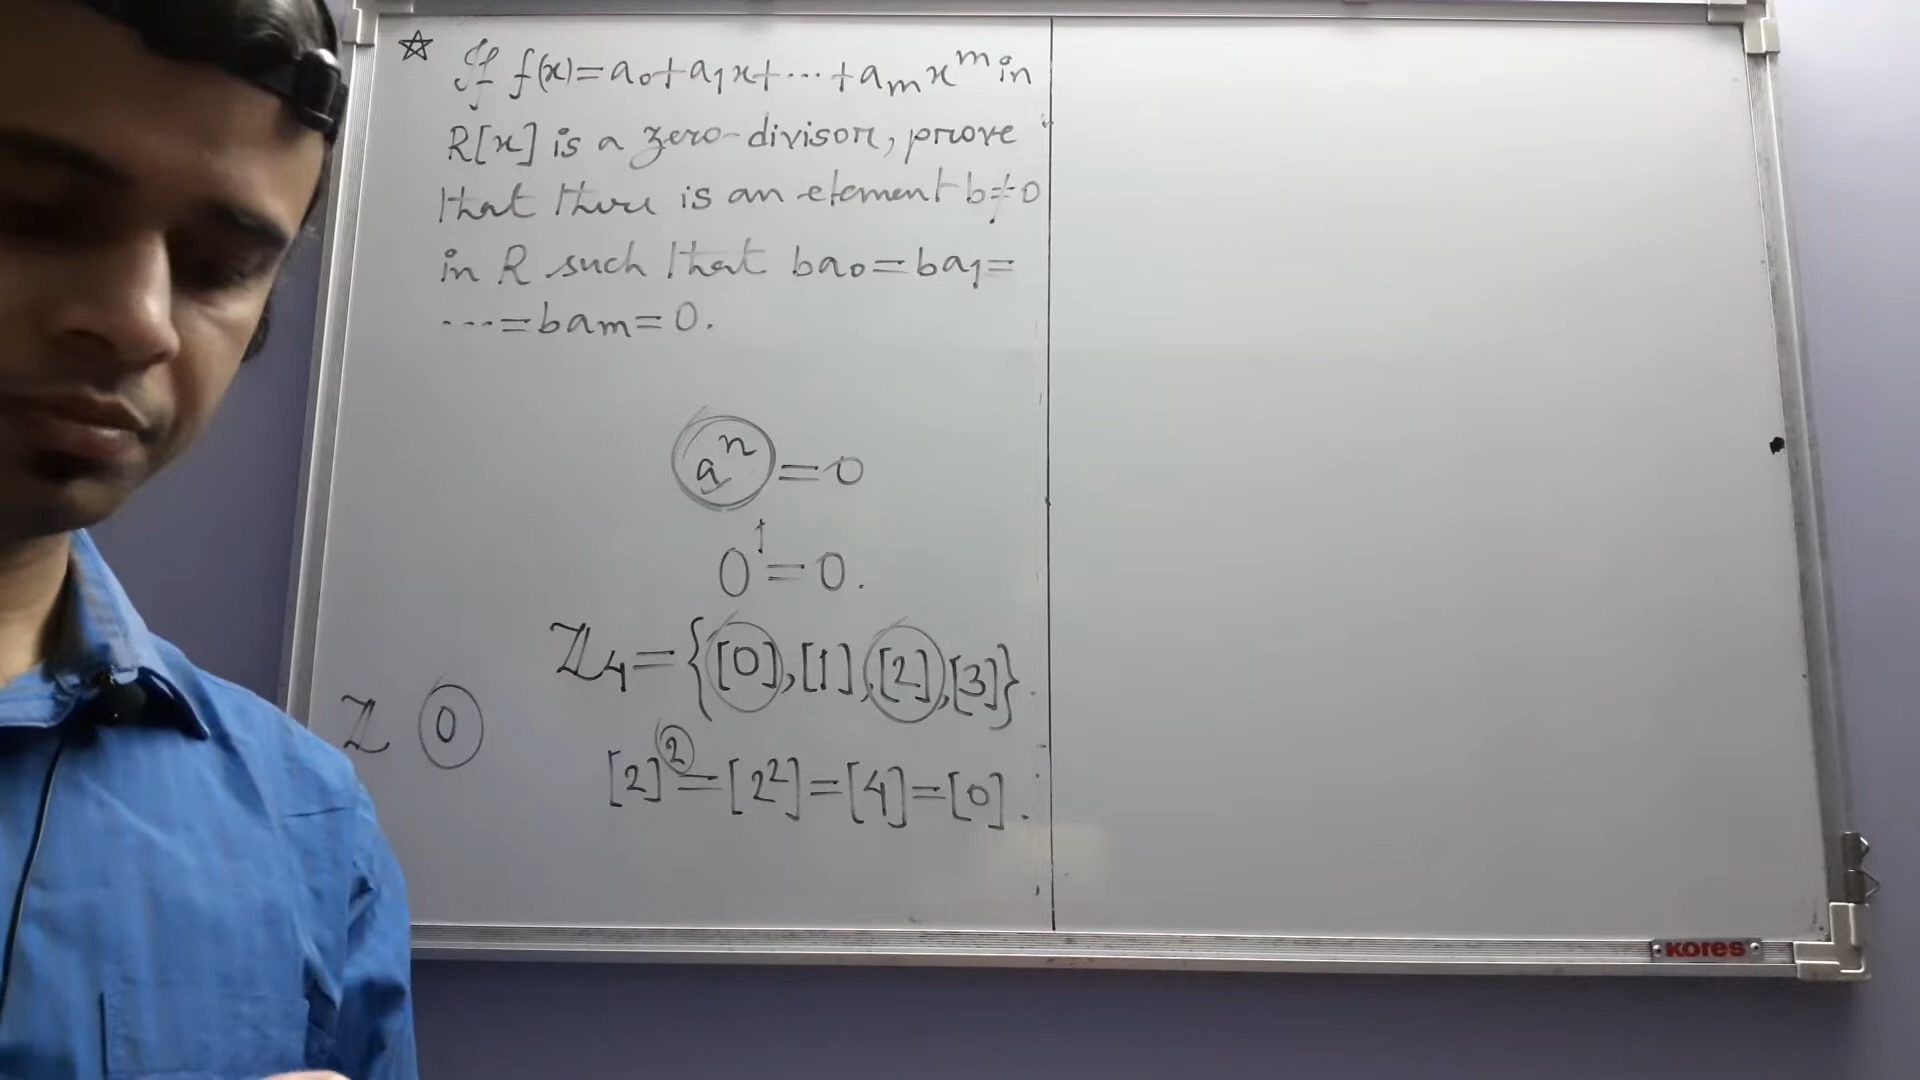 ☆ If f(x)=a₀+a₁x+⋯+aₘxᵐ in
R[x] is a zero-divisor, prove
that there is an element b≠0
in R such that ba₀=ba₁=
⋯=baₘ=0.
aⁿ=0
0¹=0.
ℤ₄={[0],[1],[2],[3]}.
ℤ 0
[2]²=[2²]=[4]=[0].
Kores